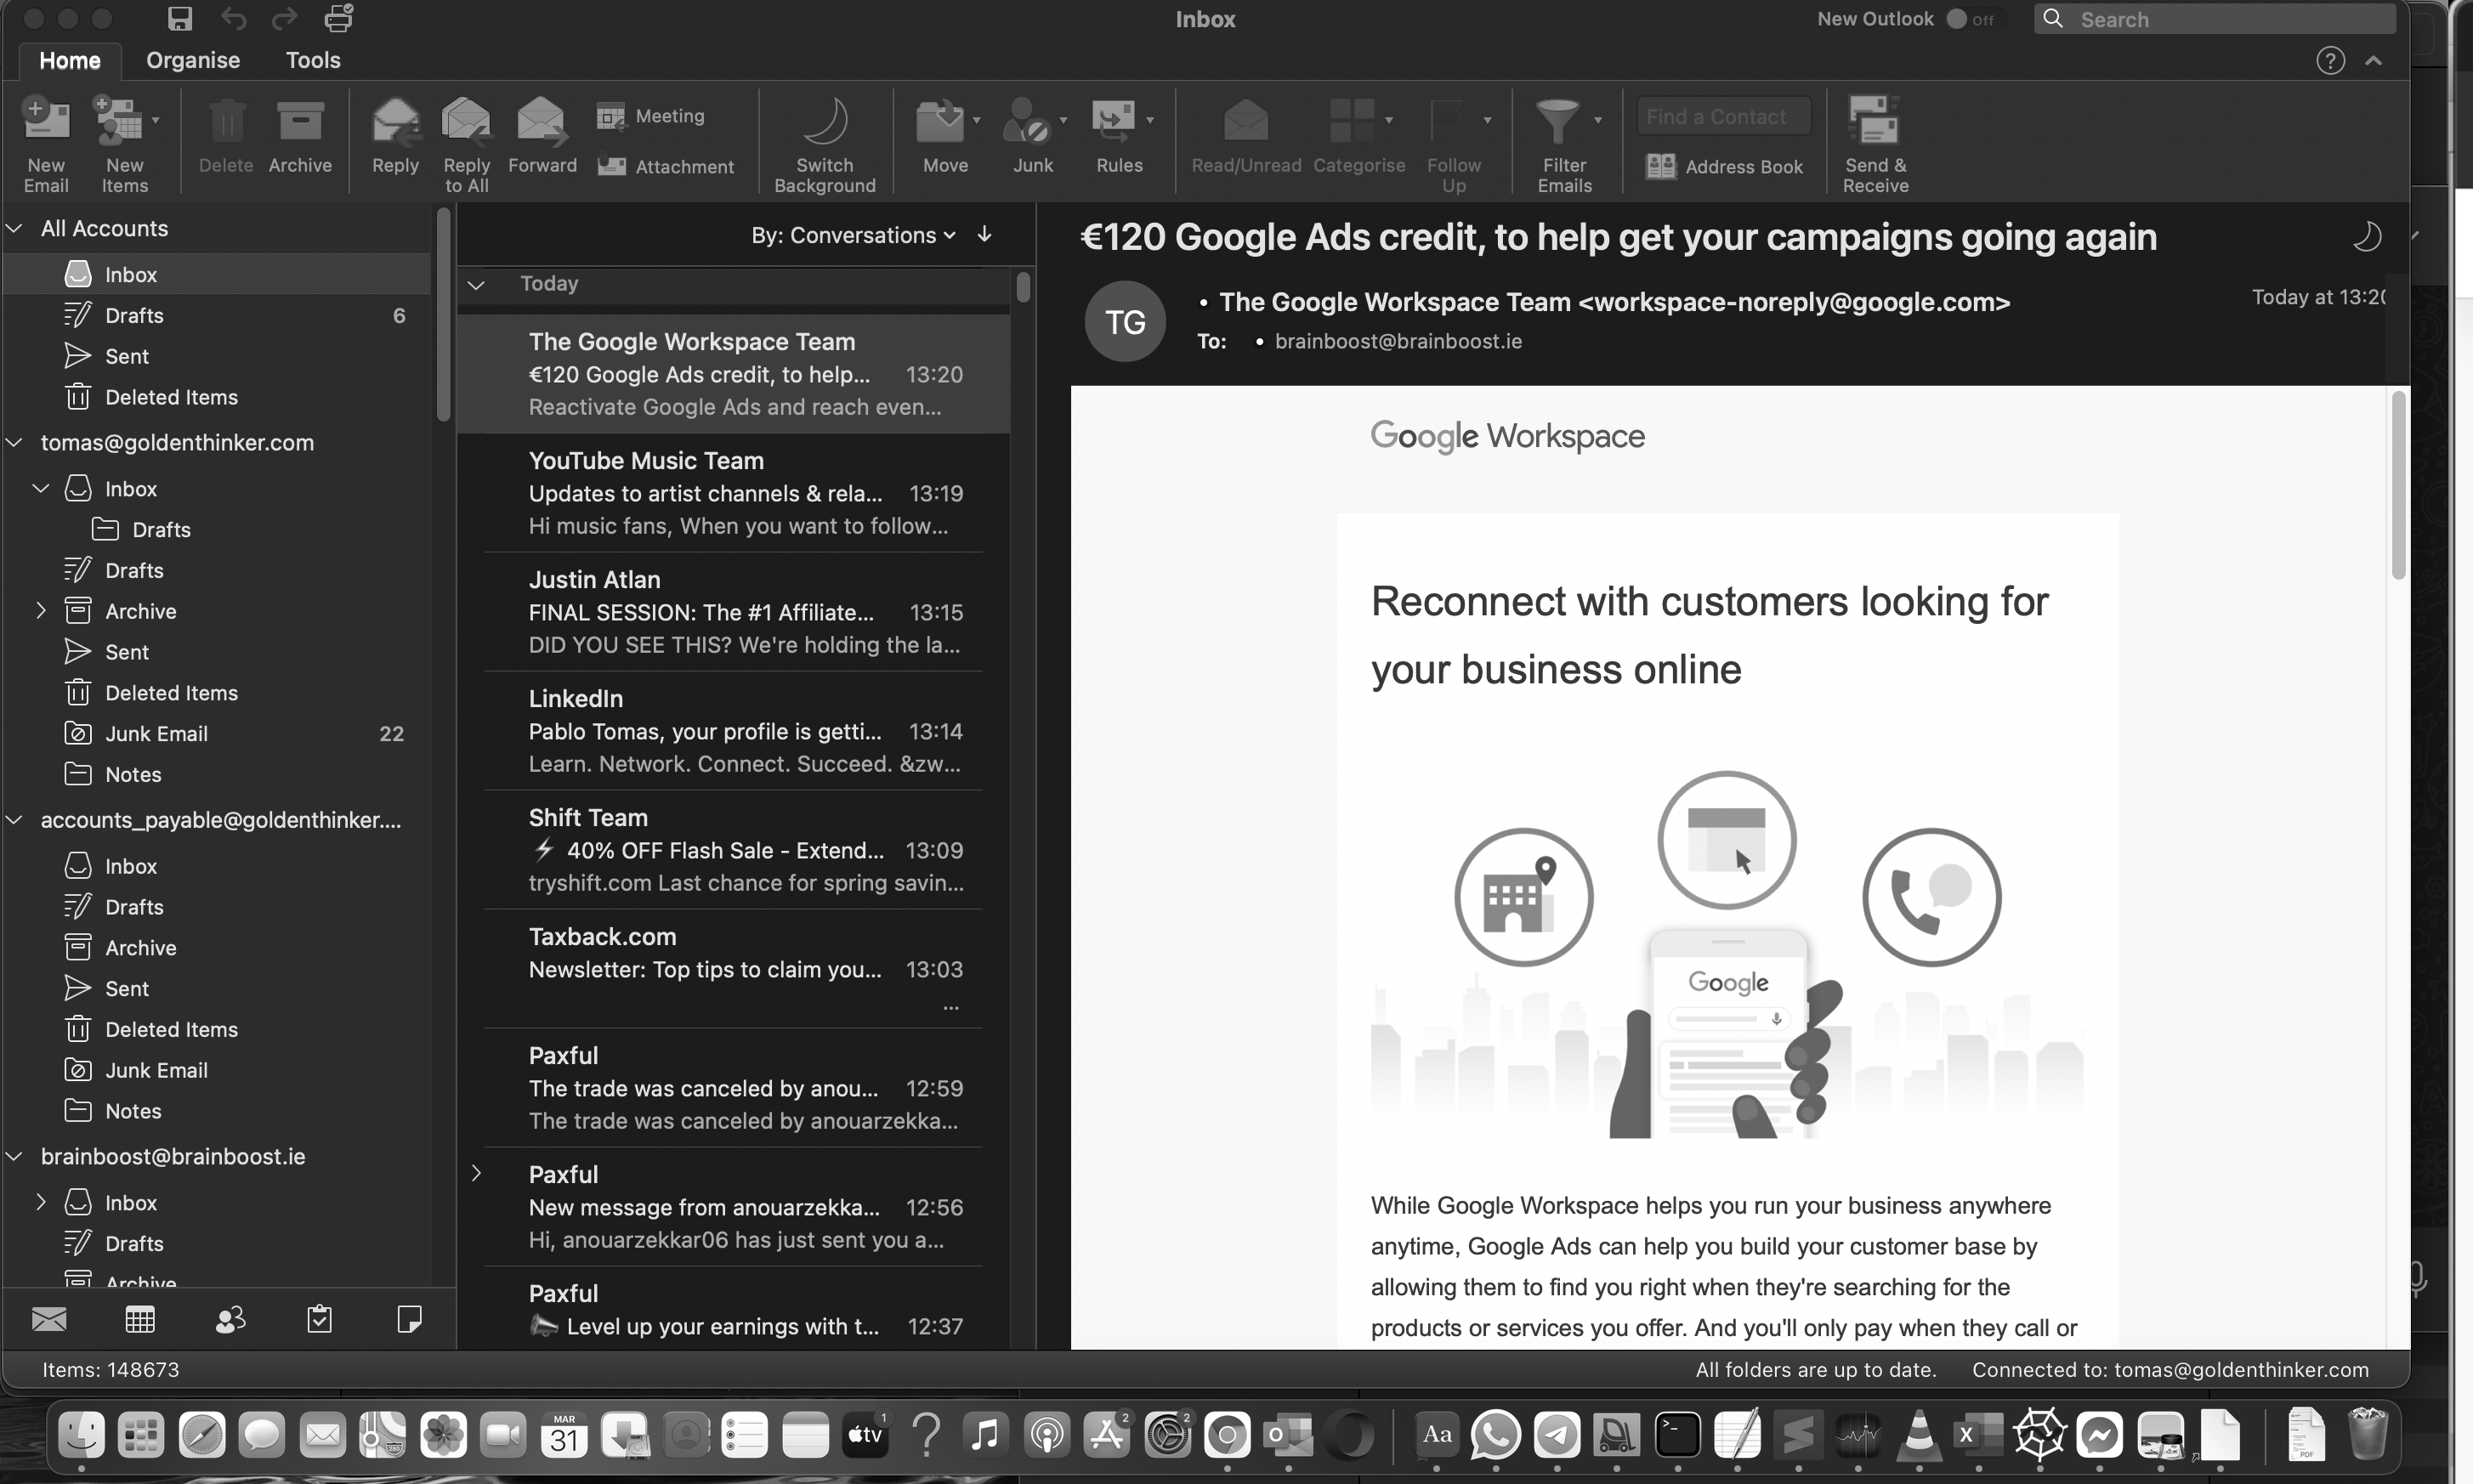 Inbox
New Outlook Off
Search
Home Organise Tools
New Email
New Items
Delete
Archive
Reply
Reply to All
Forward
Meeting
Attachment
Switch Background
Move
Junk
Rules
Read/Unread
Categorise
Follow Up
Filter Emails
Find a Contact
Address Book
Send & Receive
All Accounts
Inbox
Drafts 6
Sent
Deleted Items
tomas@goldenthinker.com
Inbox
Drafts
Drafts
Archive
Sent
Deleted Items
Junk Email 22
Notes
accounts_payable@goldenthinker....
Inbox
Drafts
Archive
Sent
Deleted Items
Junk Email
Notes
brainboost@brainboost.ie
Inbox
Drafts
Archive
Items: 148673
By: Conversations
Today
The Google Workspace Team
€120 Google Ads credit, to help... 13:20
Reactivate Google Ads and reach even...
YouTube Music Team
Updates to artist channels & rela... 13:19
Hi music fans, When you want to follow...
Justin Atlan
FINAL SESSION: The #1 Affiliate... 13:15
DID YOU SEE THIS? We're holding the la...
LinkedIn
Pablo Tomas, your profile is getti... 13:14
Learn. Network. Connect. Succeed. &zw...
Shift Team
⚡ 40% OFF Flash Sale - Extend... 13:09
tryshift.com Last chance for spring savin...
Taxback.com
Newsletter: Top tips to claim you... 13:03
...
Paxful
The trade was canceled by anou... 12:59
The trade was canceled by anouarzekka...
Paxful
New message from anouarzekka... 12:56
Hi, anouarzekkar06 has just sent you a...
Paxful
📣 Level up your earnings with t... 12:37
€120 Google Ads credit, to help get your campaigns going again
TG
• The Google Workspace Team <workspace-noreply@google.com>
Today at 13:20
To: • brainboost@brainboost.ie
Google Workspace
Reconnect with customers looking for
your business online
Google
While Google Workspace helps you run your business anywhere
anytime, Google Ads can help you build your customer base by
allowing them to find you right when they're searching for the
products or services you offer. And you'll only pay when they call or
All folders are up to date. Connected to: tomas@goldenthinker.com
MAR
31
tv
1
2
2
O
Aa
X
PDF